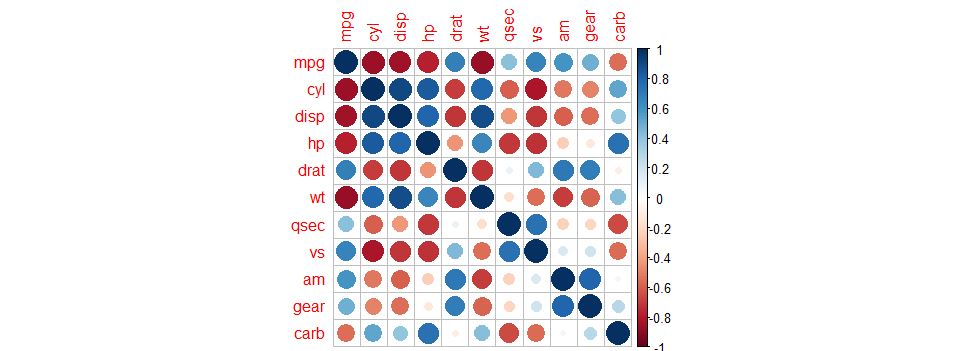 mpg cyl disp hp drat wt qsec vs am gear carb
mpg
cyl
disp
hp
drat
wt
qsec
vs
am
gear
carb
1
0.8
0.6
0.4
0.2
0
-0.2
-0.4
-0.6
-0.8
-1